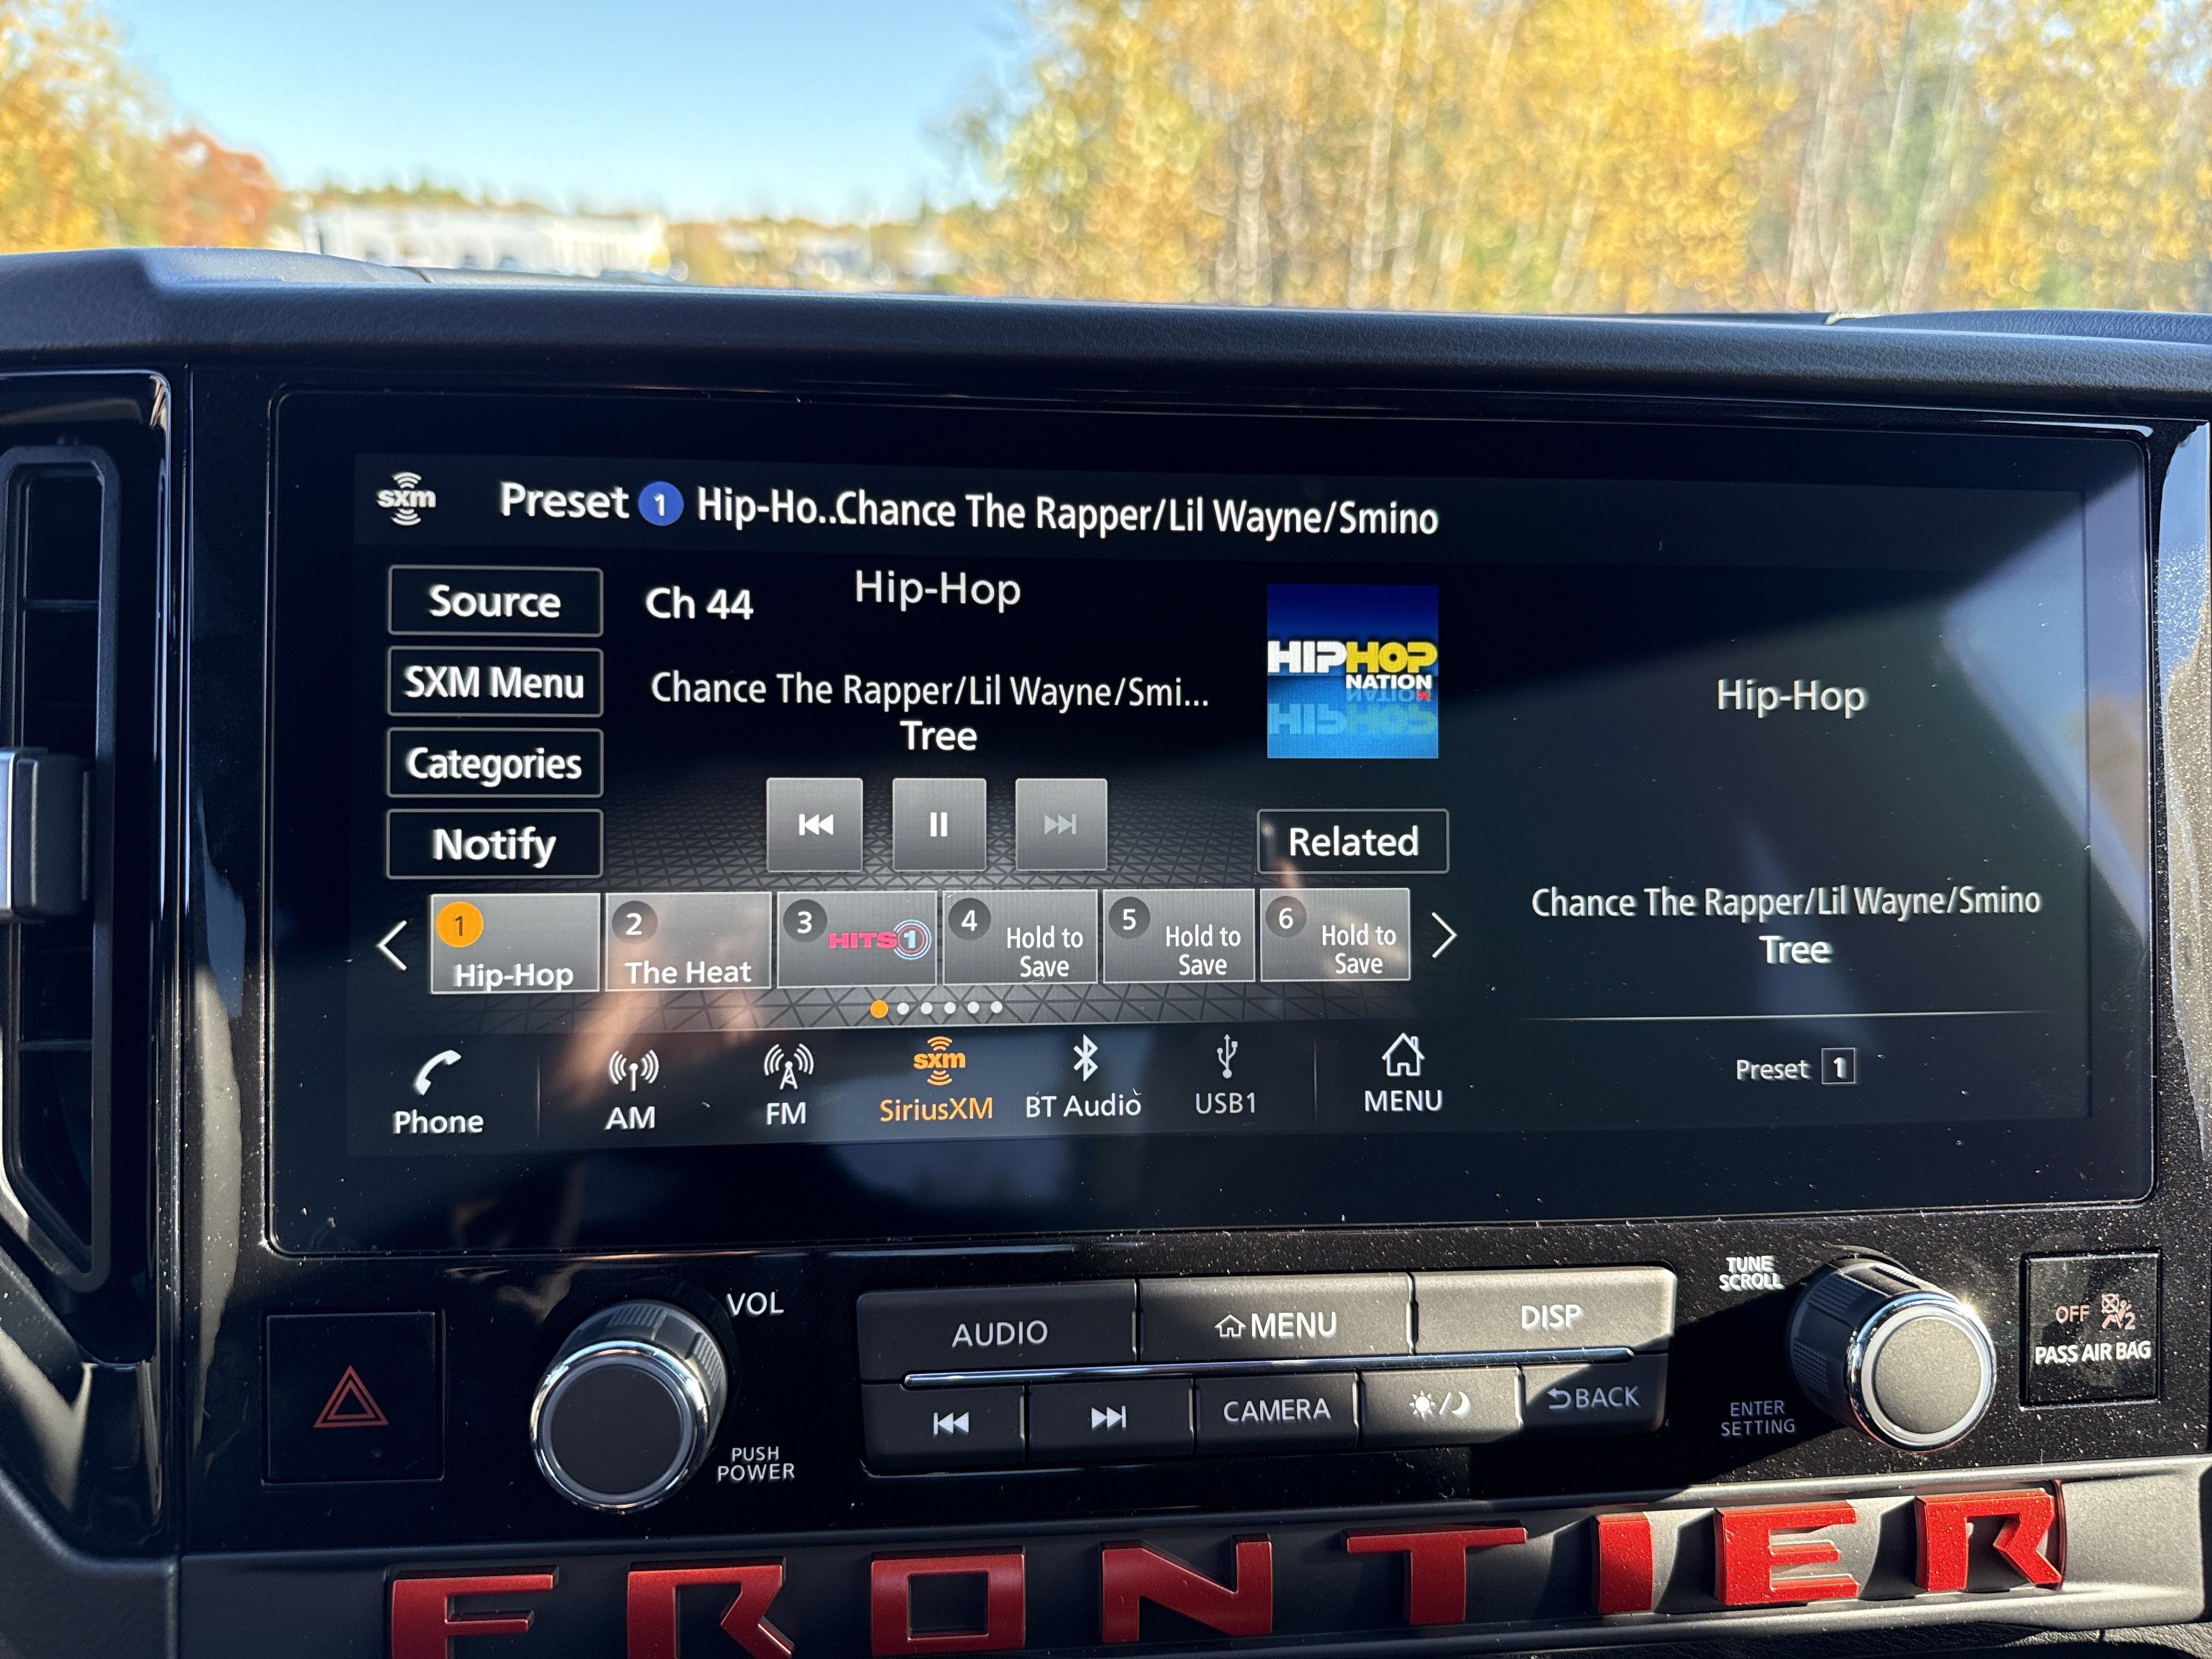 sxm Preset 1 Hip-Ho..Chance The Rapper/Lil Wayne/Smino
Source
SXM Menu
Categories
Notify
Ch 44
Hip-Hop
Chance The Rapper/Lil Wayne/Smi...
Tree
HIPHOP
NATION
Related
1 Hip-Hop
2 The Heat
3 HITS 1
4 Hold to
Save
5 Hold to
Save
6 Hold to
Save
Hip-Hop
Chance The Rapper/Lil Wayne/Smino
Tree
Preset 1
Phone
AM
FM
sxm
SiriusXM
BT Audio
USB1
MENU
VOL
PUSH
POWER
AUDIO
MENU
DISP
CAMERA
BACK
TUNE
SCROLL
ENTER
SETTING
OFF 2
PASS AIR BAG
FRONTIER